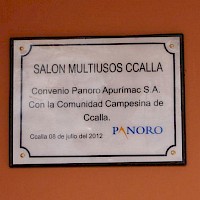 SALON MULTIUSOS CCALLA
Convenio Panoro Apurimac S.A.
Con la Comunidad Campesina de
Ccalla.
Ccalla 08 de julio del 2012
PANORO